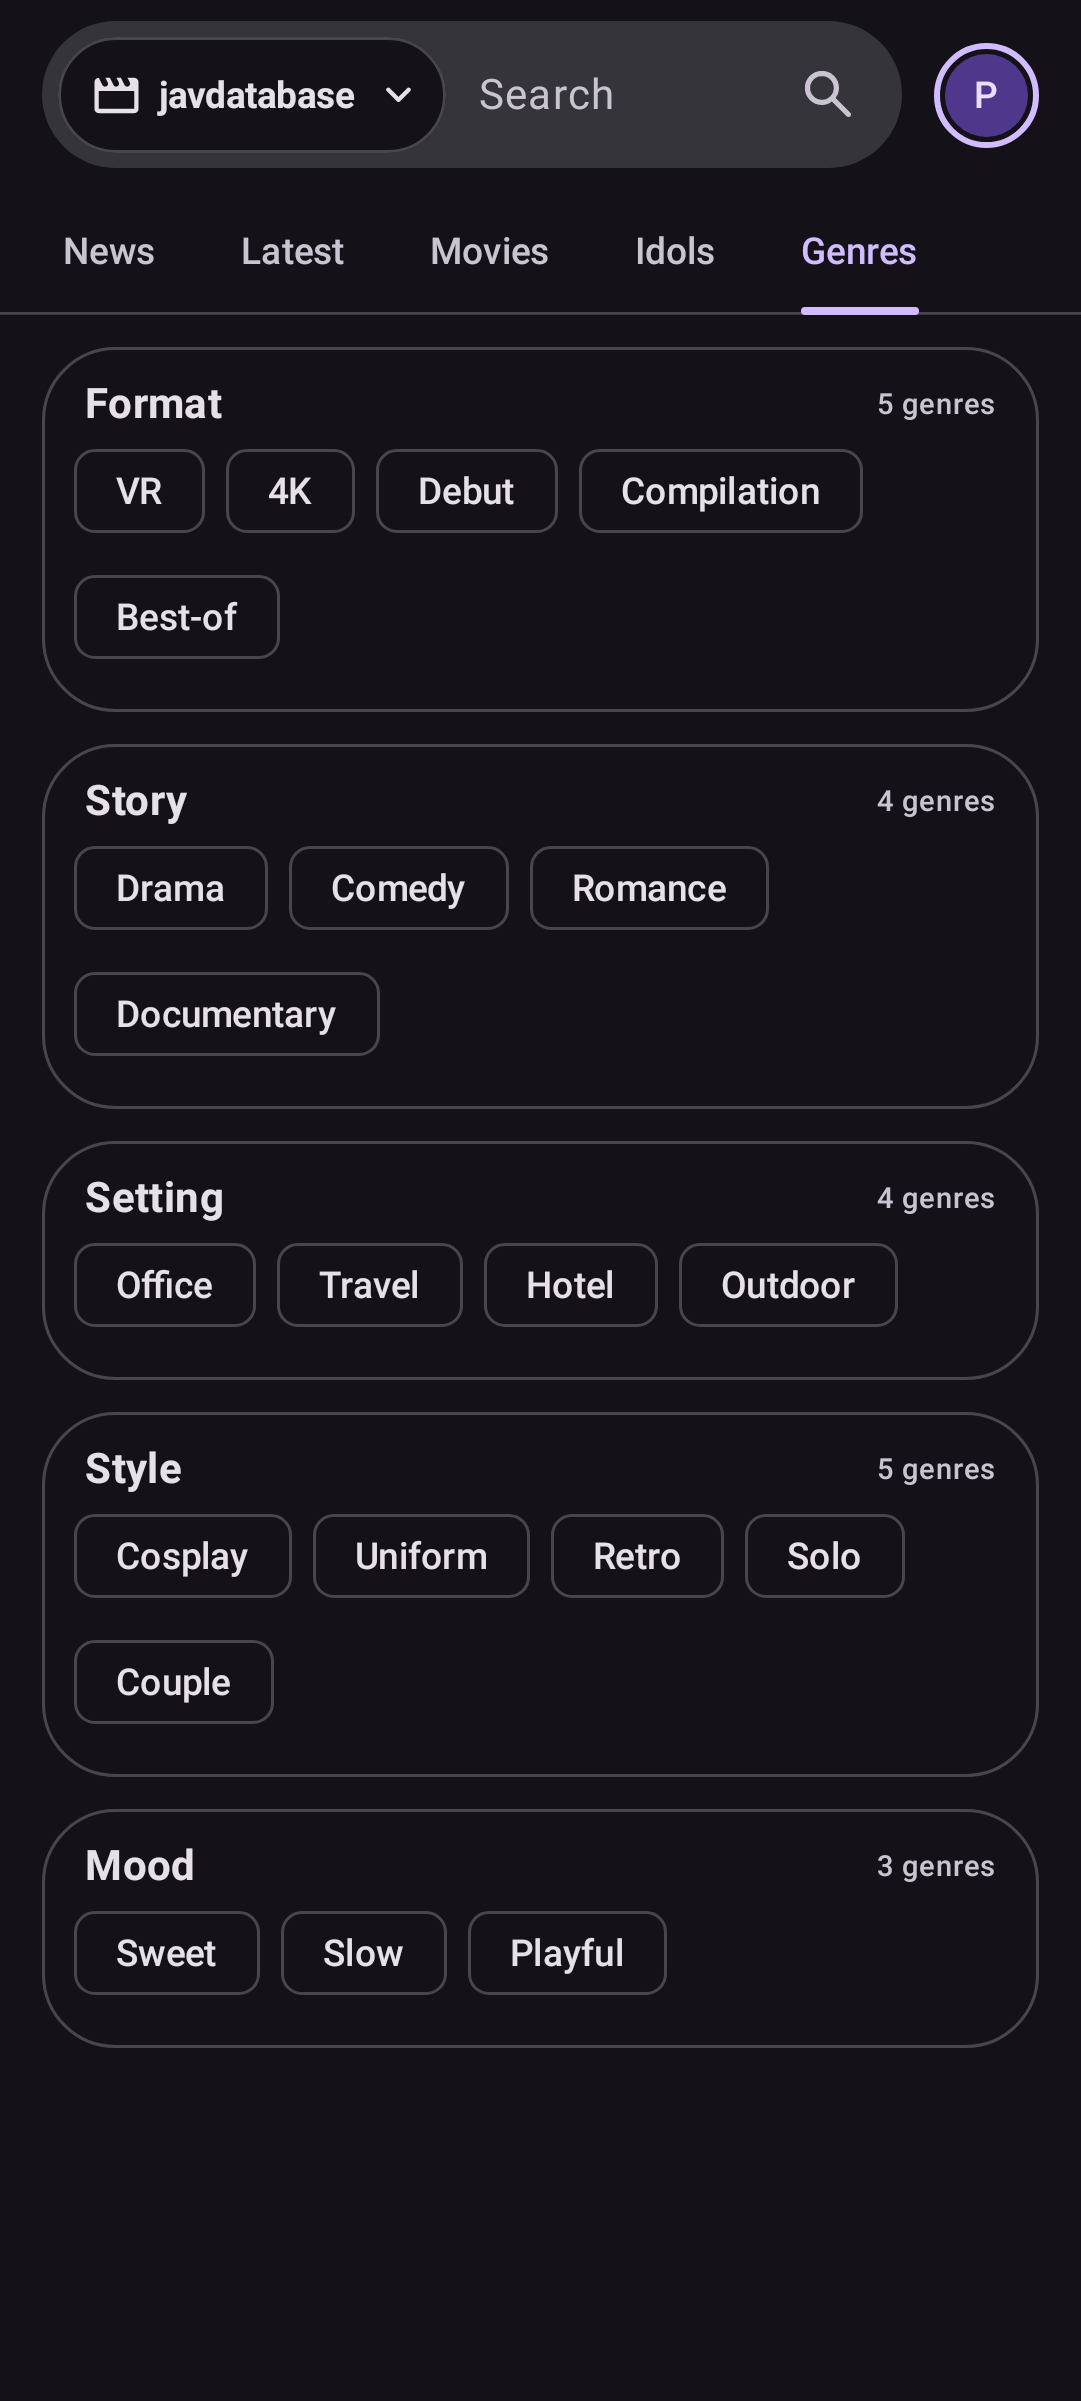 javdatabase
Search
P
News Latest Movies Idols Genres
Format 5 genres
VR 4K Debut Compilation
Best-of
Story 4 genres
Drama Comedy Romance
Documentary
Setting 4 genres
Office Travel Hotel Outdoor
Style 5 genres
Cosplay Uniform Retro Solo
Couple
Mood 3 genres
Sweet Slow Playful